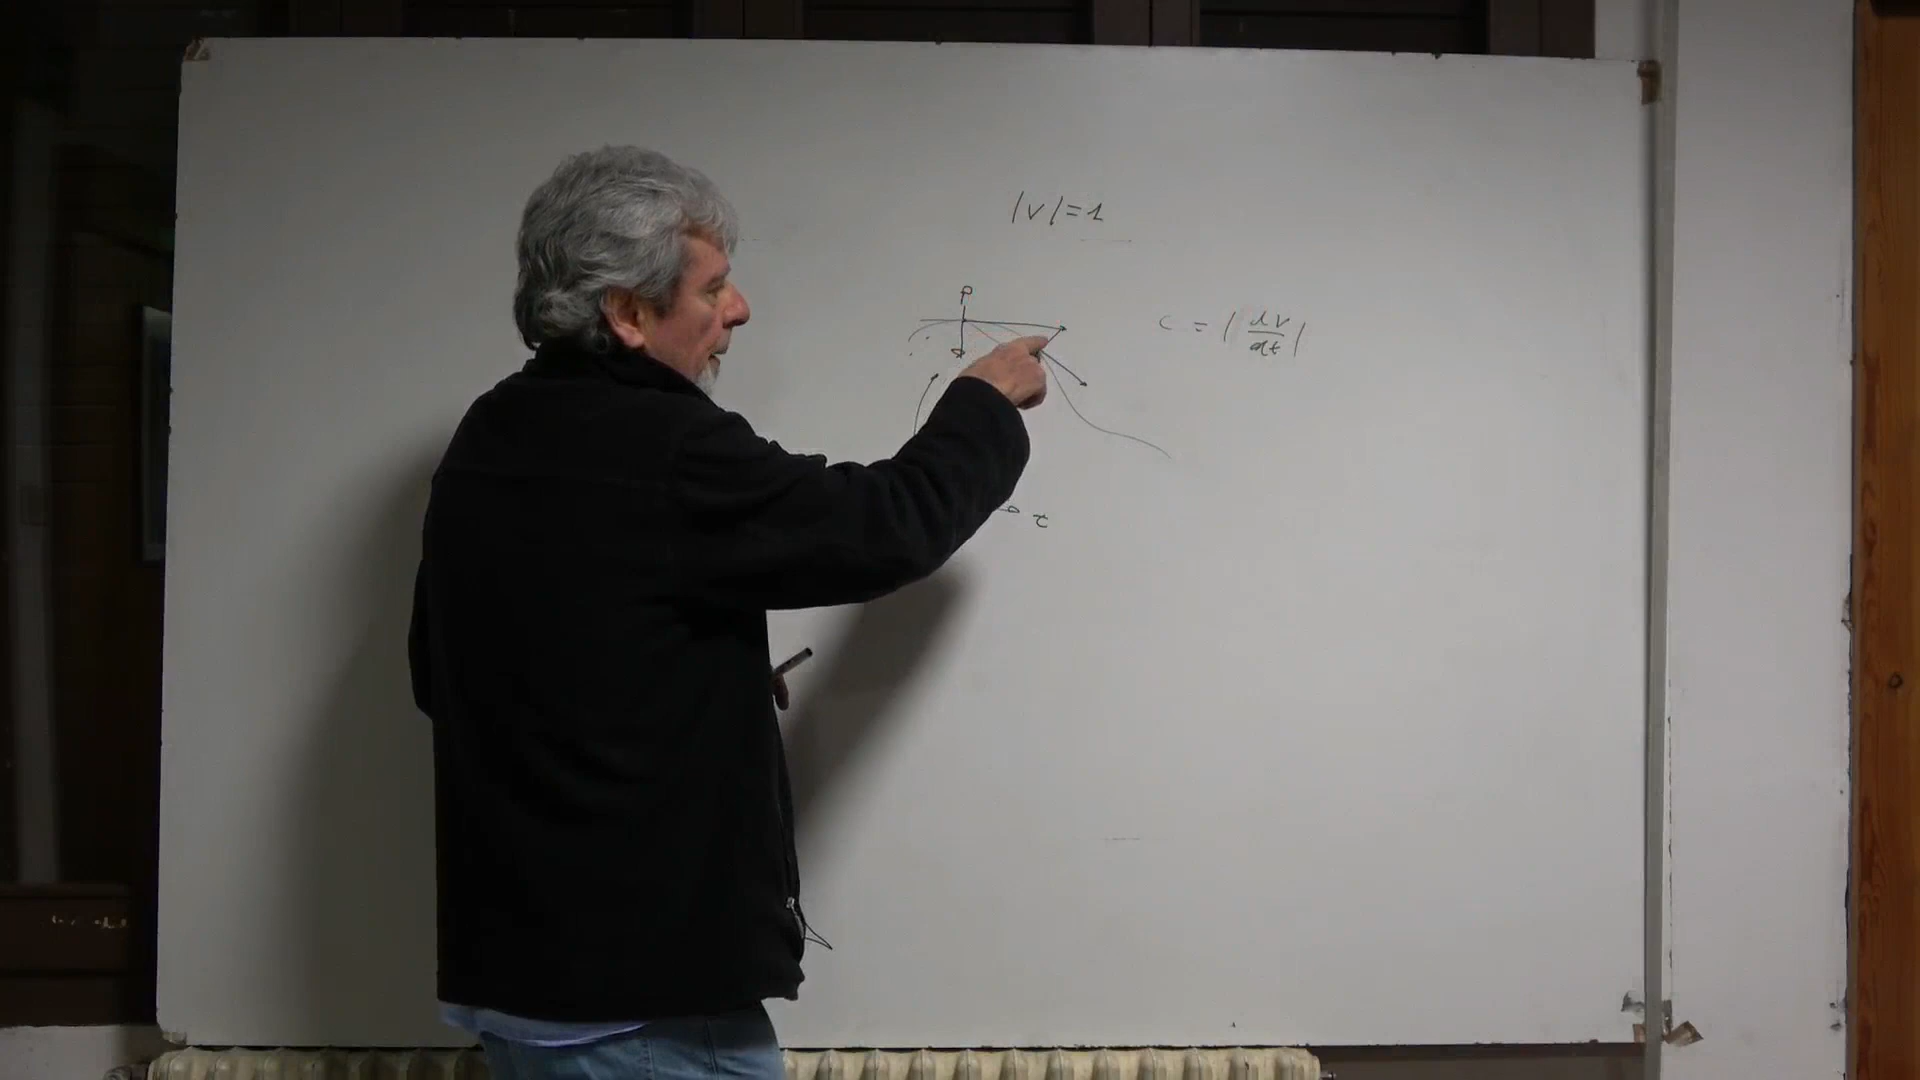 |v|=1
P
c = | dv/dt |
τ